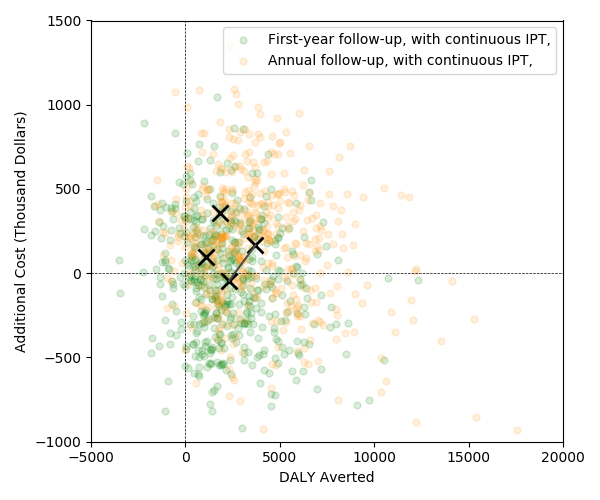 First-year follow-up, with continuous IPT,
Annual follow-up, with continuous IPT,
1500
1000
500
0
−500
−1000
Additional Cost (Thousand Dollars)
−5000 0 5000 10000 15000 20000
DALY Averted